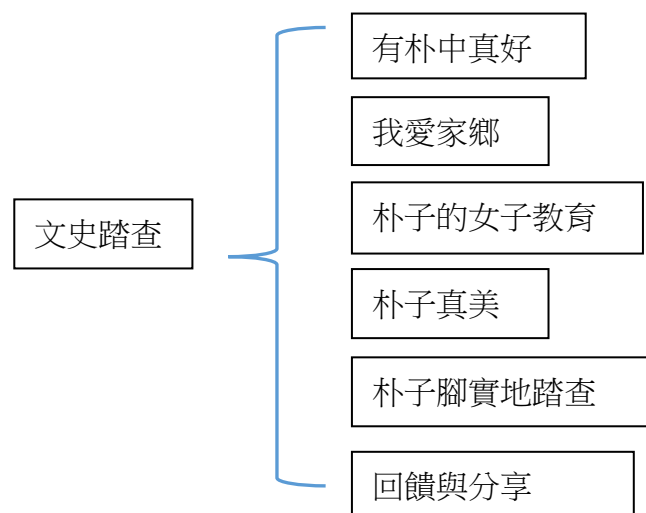 有朴中真好
我愛家鄉
朴子的女子教育
文史踏查
朴子真美
朴子腳實地踏查
回饋與分享